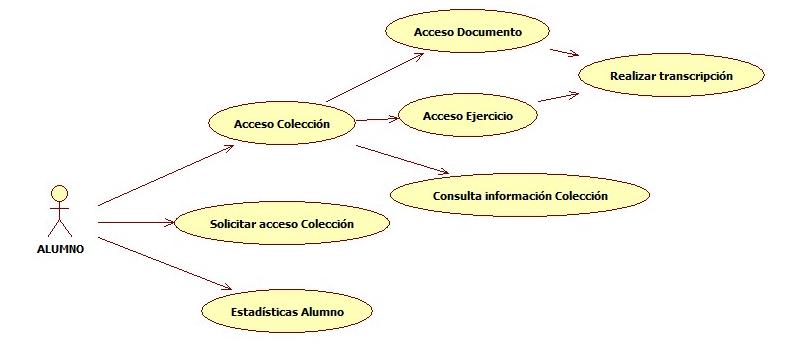 Acceso Documento
Realizar transcripción
Acceso Ejercicio
Acceso Colección
Consulta información Colección
Solicitar acceso Colección
ALUMNO
Estadísticas Alumno